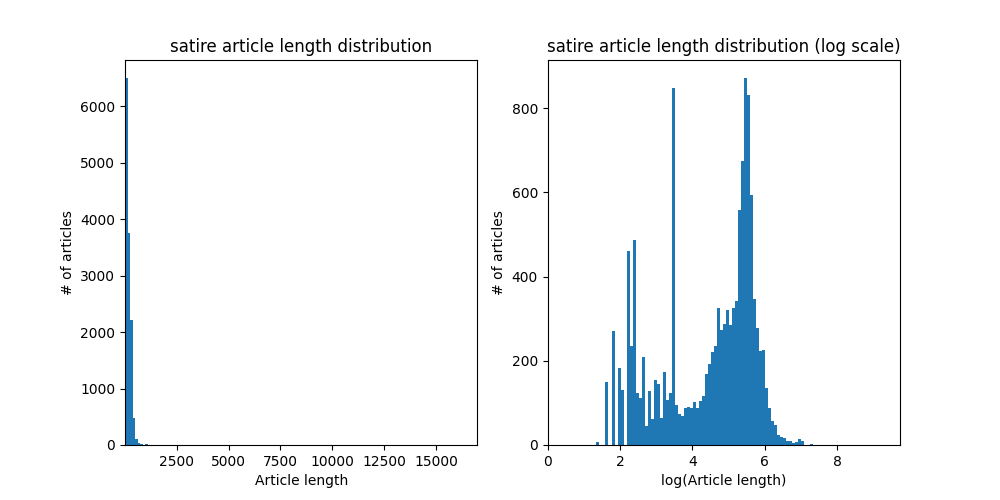 satire article length distribution
6000
5000
4000
3000
2000
1000
0
# of articles
2500 5000 7500 10000 12500 15000
Article length
satire article length distribution (log scale)
800
600
400
200
0
# of articles
0 2 4 6 8
log(Article length)